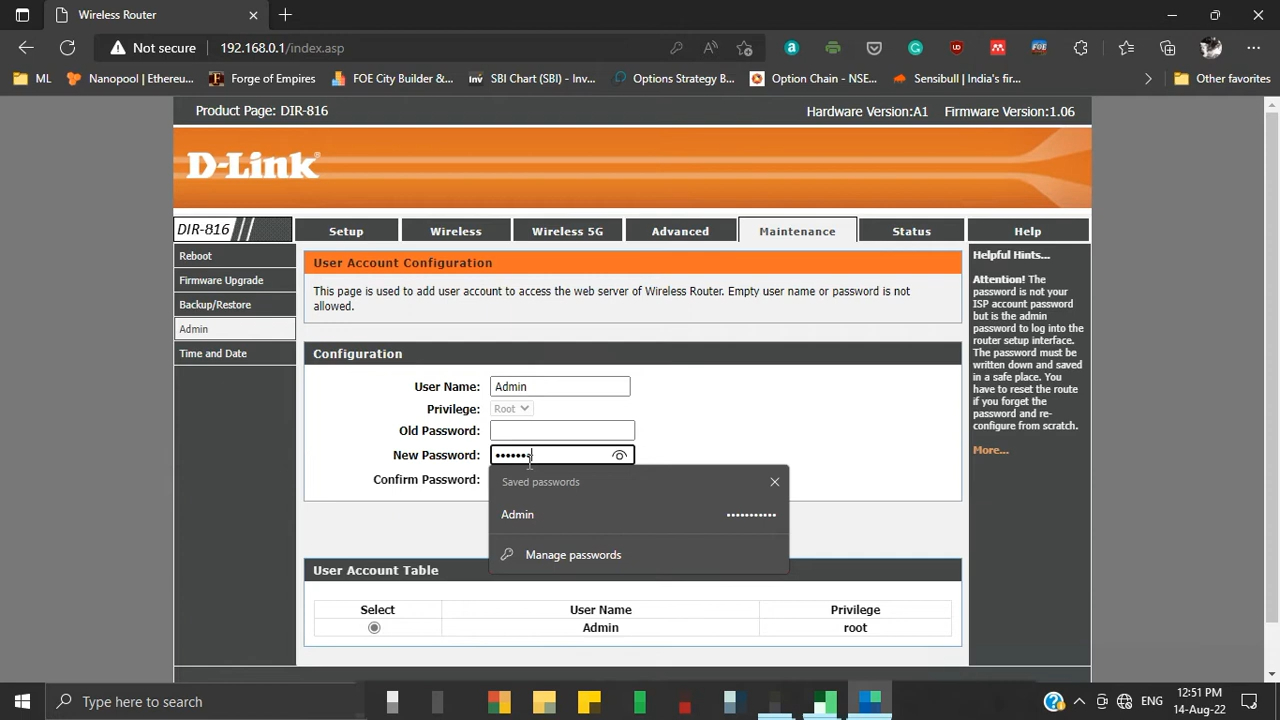 Wireless Router
Not secure 192.168.0.1/index.asp
ML Nanopool | Ethereu... Forge of Empires FOE City Builder &... SBI Chart (SBI) - Inv... Options Strategy B... Option Chain - NSE... Sensibull | India's fir... Other favorites
Product Page: DIR-816 Hardware Version:A1 Firmware Version:1.06
D-Link
DIR-816 Setup Wireless Wireless 5G Advanced Maintenance Status Help
Reboot
Firmware Upgrade
Backup/Restore
Admin
Time and Date
User Account Configuration
This page is used to add user account to access the web server of Wireless Router. Empty user name or password is not
allowed.
Configuration
User Name: Admin
Privilege: Root
Old Password:
New Password: •••••••
Confirm Password:
Saved passwords
Admin •••••••••••
Manage passwords
User Account Table
Select User Name Privilege
Admin root
Helpful Hints...
Attention! The
password is not your
ISP account password
but is the admin
password to log into the
router setup interface.
The password must be
written down and saved
in a safe place. You
have to reset the route
if you forget the
password and re-
configure from scratch.
More...
Type here to search
ENG 12:51 PM
14-Aug-22